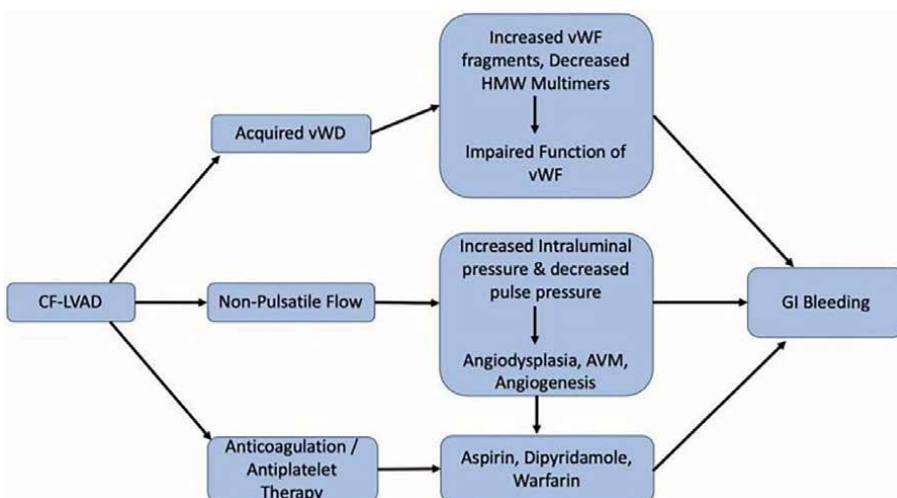 Increased vWF
fragments, Decreased
HMW Multimers
Impaired Function of
vWF
Acquired vWD
Increased Intraluminal
pressure & decreased
pulse pressure
Angiodysplasia, AVM,
Angiogenesis
CF-LVAD
Non-Pulsatile Flow
GI Bleeding
Anticoagulation /
Antiplatelet
Therapy
Aspirin, Dipyridamole,
Warfarin